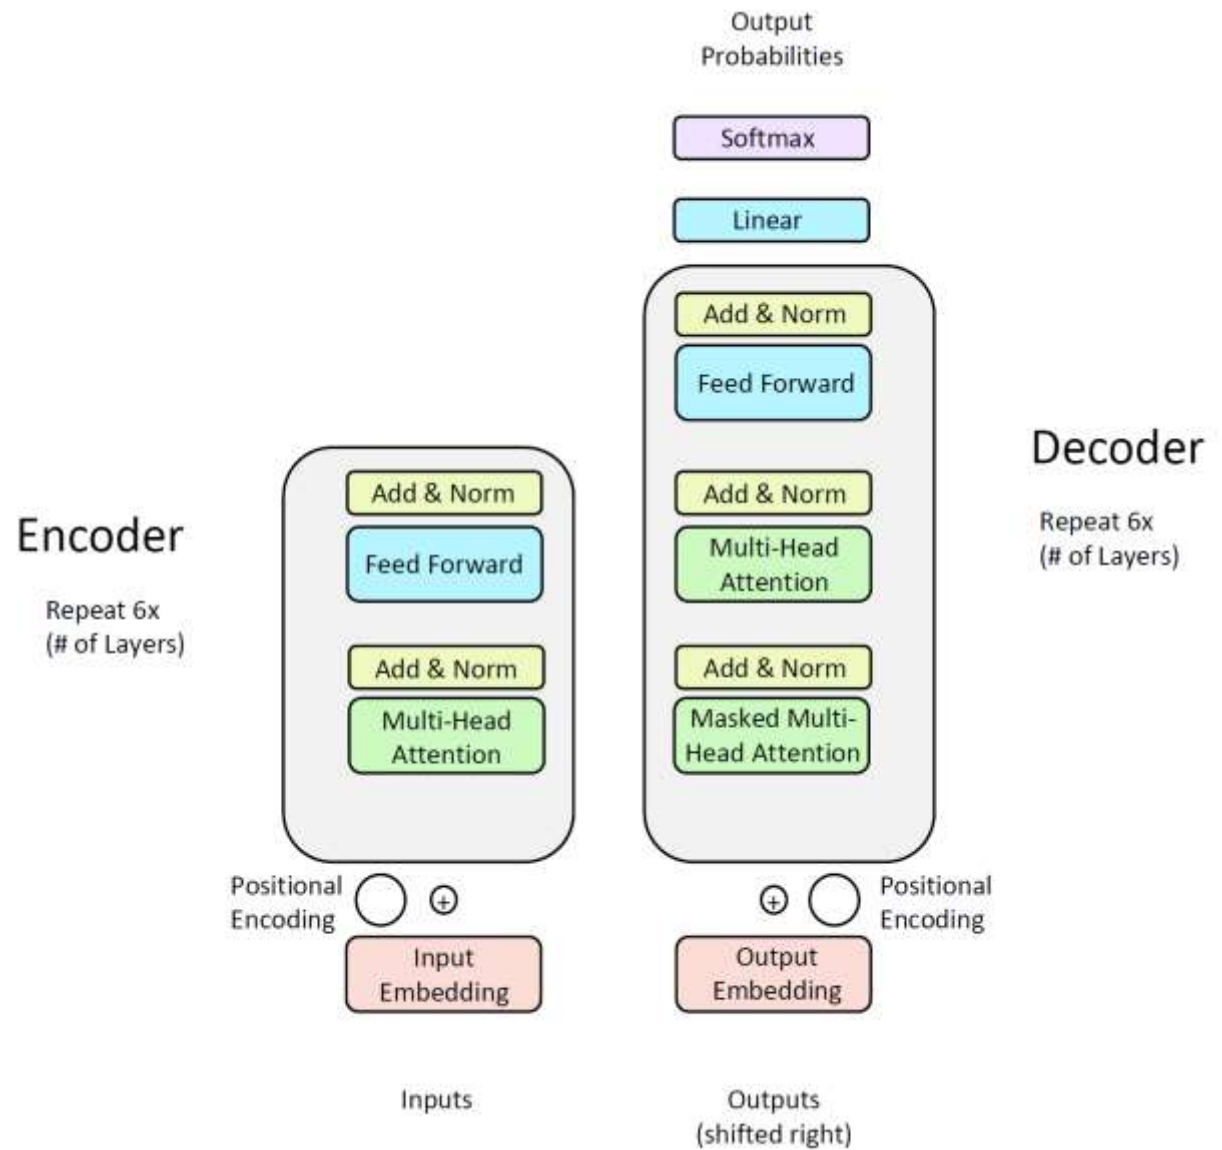 Output
Probabilities
Softmax
Linear
Add & Norm
Feed Forward
Add & Norm
Multi-Head
Attention
Add & Norm
Masked Multi-
Head Attention
Decoder
Repeat 6x
(# of Layers)
Encoder
Repeat 6x
(# of Layers)
Add & Norm
Feed Forward
Add & Norm
Multi-Head
Attention
Positional
Encoding
+
+
Positional
Encoding
Input
Embedding
Output
Embedding
Inputs
Outputs
(shifted right)